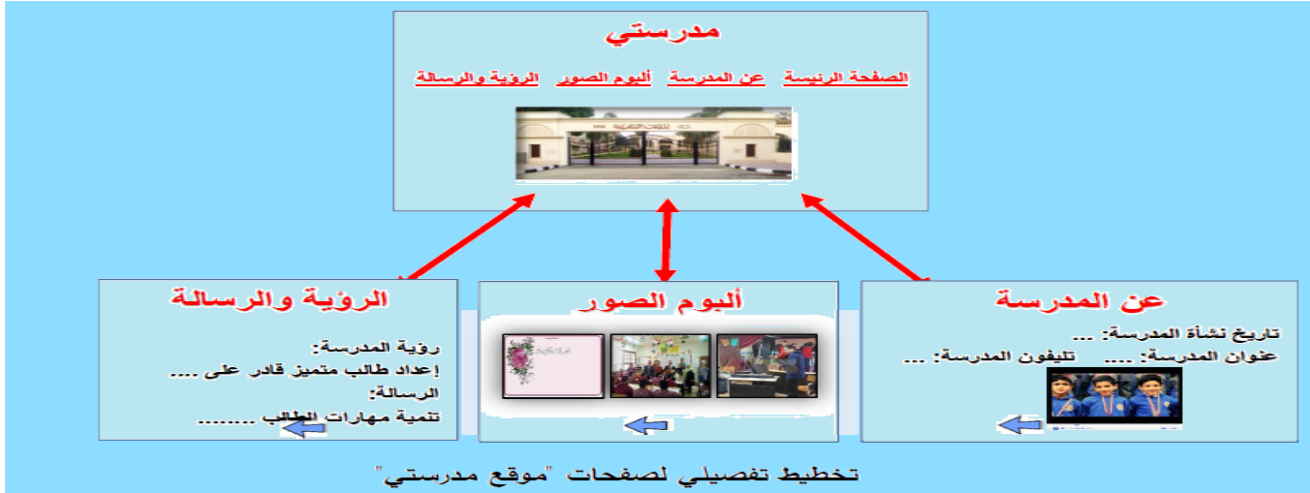 مدرستي
الصفحة الرئيسة عن المدرسة ألبوم الصور الرؤية والرسالة
عن المدرسة
تاريخ نشأة المدرسة: ...
عنوان المدرسة: .... تليفون المدرسة: ...
ألبوم الصور
الرؤية والرسالة
رؤية المدرسة:
إعداد طالب متميز قادر على ....
الرسالة:
تنمية مهارات الطالب ........
تخطيط تفصيلي لصفحات "موقع مدرستي"